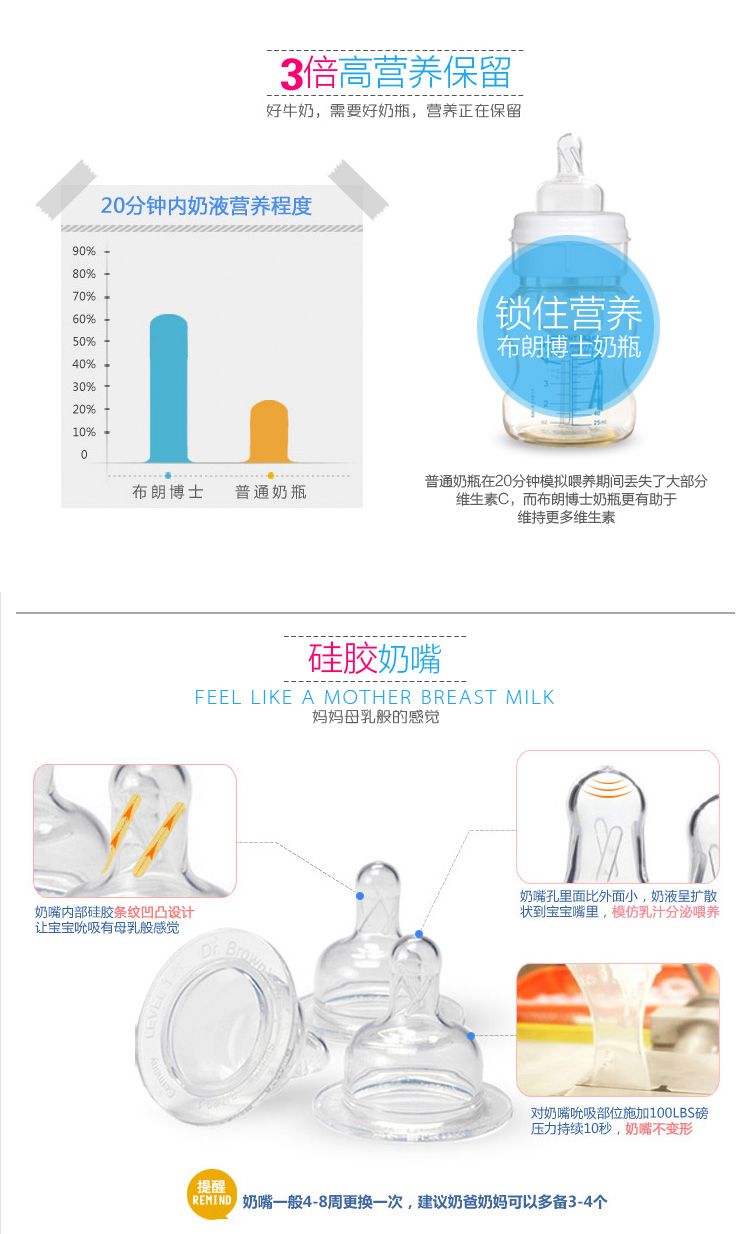 3倍高营养保留
好牛奶，需要好奶瓶，营养正在保留
20分钟内奶液营养程度
90%
80%
70%
60%
50%
40%
30%
20%
10%
0
布朗博士
普通奶瓶
锁住营养
布朗博士奶瓶
普通奶瓶在20分钟模拟喂养期间丢失了大部分
维生素C，而布朗博士奶瓶更有助于
维持更多维生素
硅胶奶嘴
FEEL LIKE A MOTHER BREAST MILK
妈妈母乳般的感觉
奶嘴内部硅胶条纹凹凸设计
让宝宝吮吸有母乳般感觉
奶嘴孔里面比外面小，奶液呈扩散
状到宝宝嘴里，模仿乳汁分泌喂养
Dr. Brown
LEVEL
Germany
对奶嘴吮吸部位施加100LBS磅
压力持续10秒，奶嘴不变形
提醒
REMIND
奶嘴一般4-8周更换一次，建议奶爸奶妈可以多备3-4个